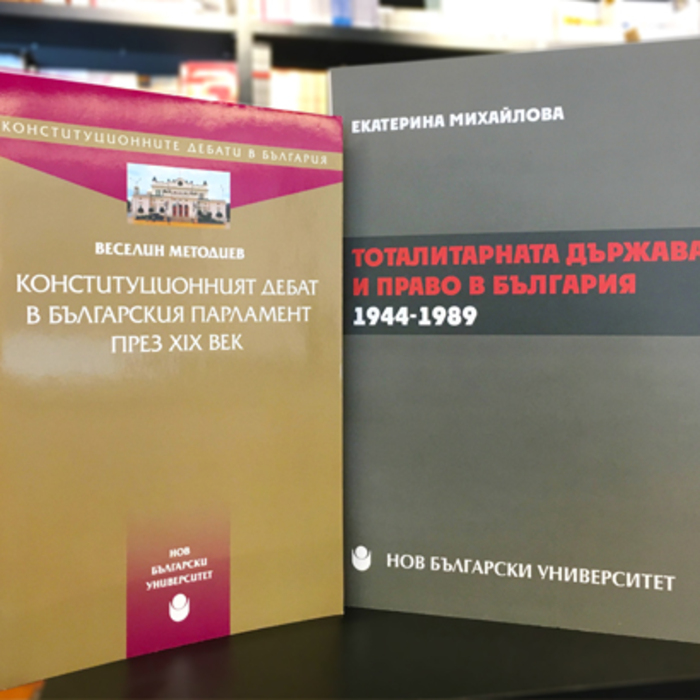 КОНСТИТУЦИОННИТЕ ДЕБАТИ В БЪЛГАРИЯ
ВЕСЕЛИН МЕТОДИЕВ
КОНСТИТУЦИОННИЯТ ДЕБАТ
В БЪЛГАРСКИЯ ПАРЛАМЕНТ
ПРЕЗ XIX ВЕК
НОВ
БЪЛГАРСКИ
УНИВЕРСИТЕТ
ЕКАТЕРИНА МИХАЙЛОВА
ТОТАЛИТАРНАТА ДЪРЖАВА
И ПРАВО В БЪЛГАРИЯ
1944-1989
НОВ БЪЛГАРСКИ УНИВЕРСИТЕТ